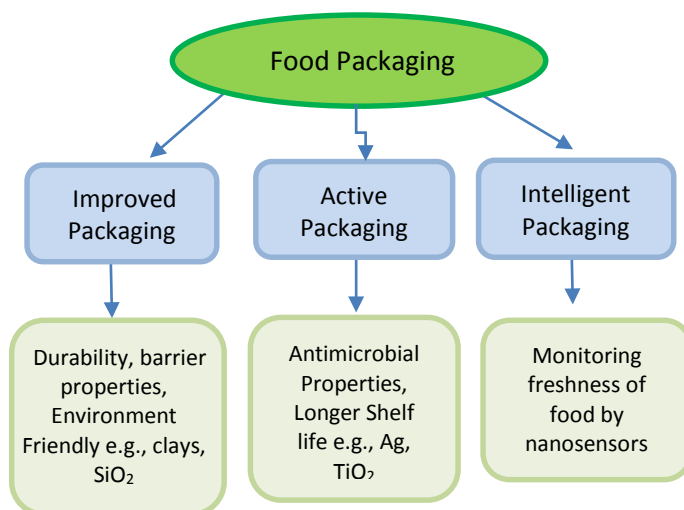 Food Packaging
Improved
Packaging
Active
Packaging
Intelligent
Packaging
Durability, barrier
properties,
Environment
Friendly e.g., clays,
SiO₂
Antimicrobial
Properties,
Longer Shelf
life e.g., Ag,
TiO₂
Monitoring
freshness of
food by
nanosensors